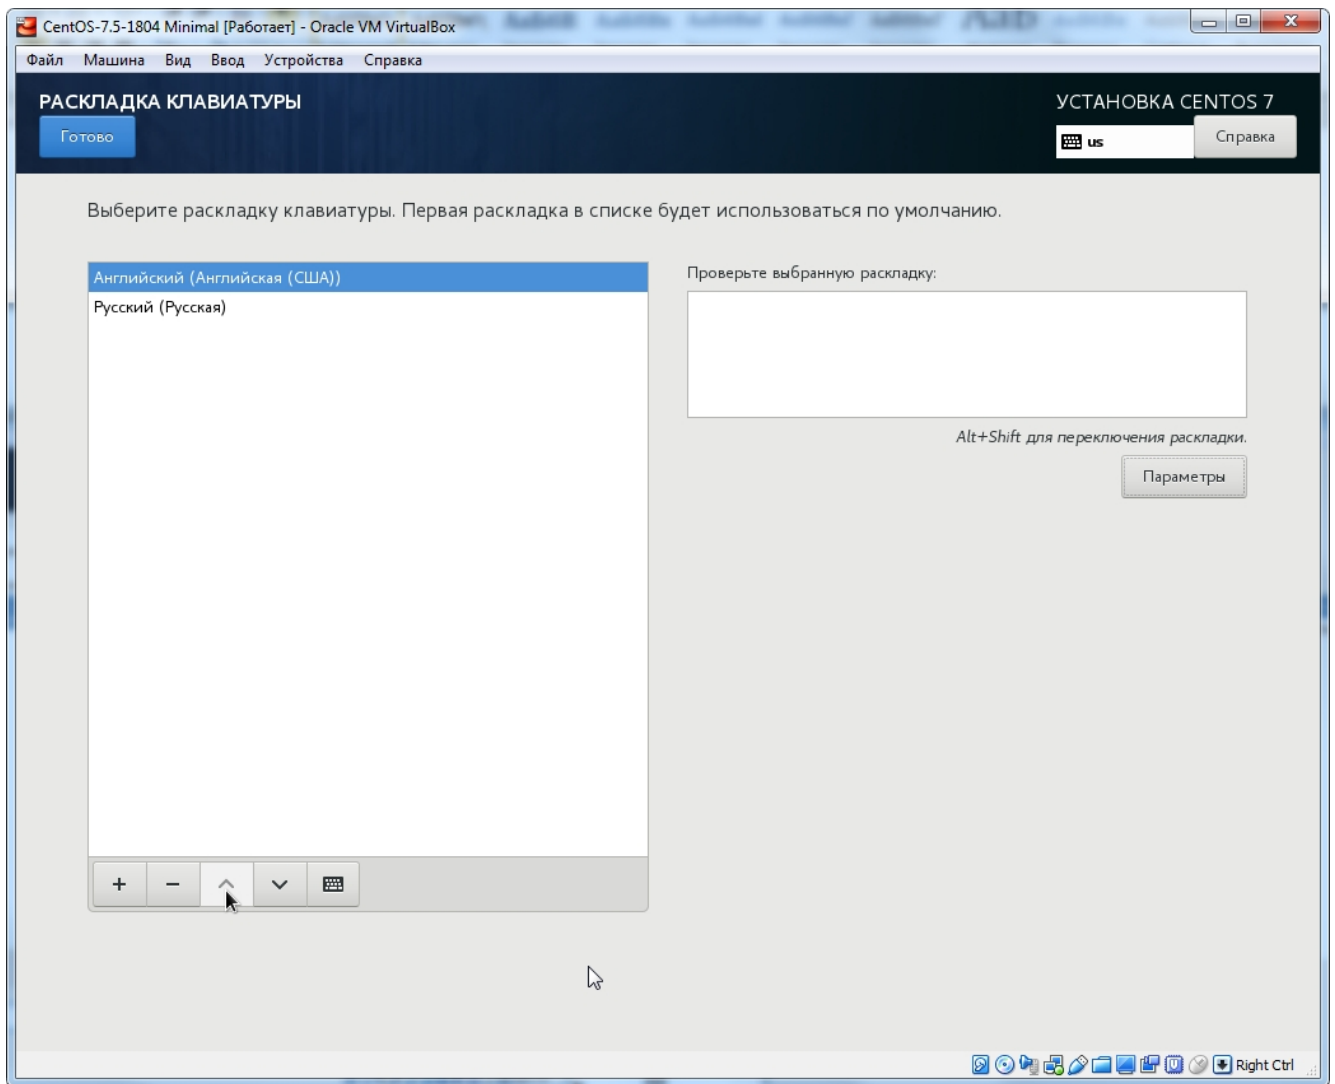 CentOS-7.5-1804 Minimal [Работает] - Oracle VM VirtualBox
Файл Машина Вид Ввод Устройства Справка
РАСКЛАДКА КЛАВИАТУРЫ
УСТАНОВКА CENTOS 7
Готово
us
Справка
Выберите раскладку клавиатуры. Первая раскладка в списке будет использоваться по умолчанию.
Английский (Английская (США))
Русский (Русская)
Проверьте выбранную раскладку:
Alt+Shift для переключения раскладки.
Параметры
Right Ctrl